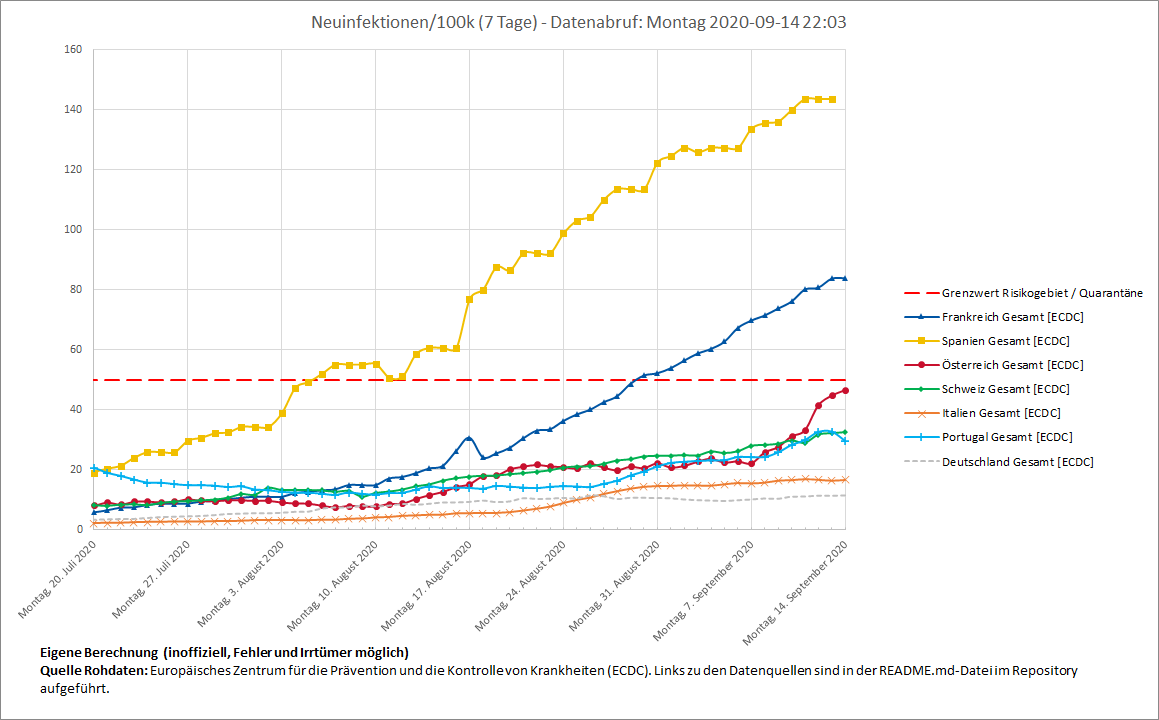 Neuinfektionen/100k (7 Tage) - Datenabruf: Montag 2020-09-14 22:03
160
140
120
100
80
60
40
20
0
Montag, 20. Juli 2020
Montag, 27. Juli 2020
Montag, 3. August 2020
Montag, 10. August 2020
Montag, 17. August 2020
Montag, 24. August 2020
Montag, 31. August 2020
Montag, 7. September 2020
Montag, 14. September 2020
Grenzwert Risikogebiet / Quarantäne
Frankreich Gesamt [ECDC]
Spanien Gesamt [ECDC]
Österreich Gesamt [ECDC]
Schweiz Gesamt [ECDC]
Italien Gesamt [ECDC]
Portugal Gesamt [ECDC]
Deutschland Gesamt [ECDC]
Eigene Berechnung (inoffiziell, Fehler und Irrtümer möglich)
Quelle Rohdaten: Europäisches Zentrum für die Prävention und die Kontrolle von Krankheiten (ECDC). Links zu den Datenquellen sind in der README.md-Datei im Repository
aufgeführt.